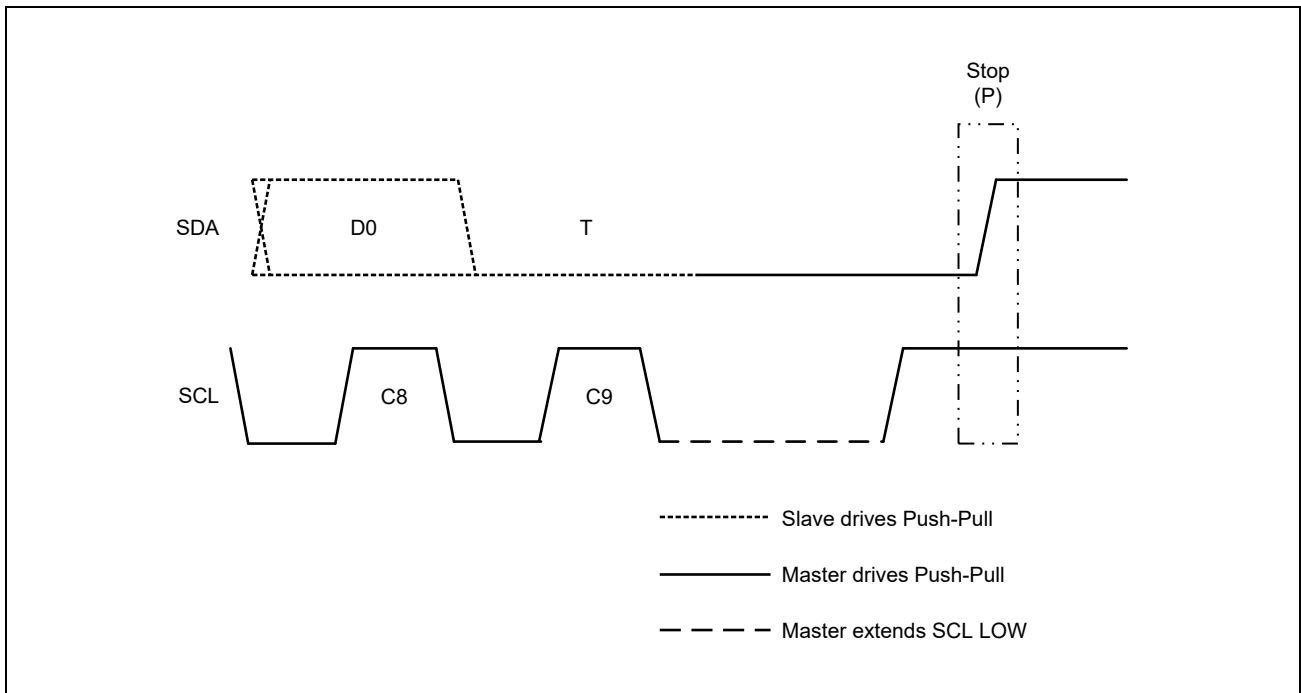 Stop
(P)
SDA
D0
T
SCL
C8
C9
Slave drives Push-Pull
Master drives Push-Pull
Master extends SCL LOW